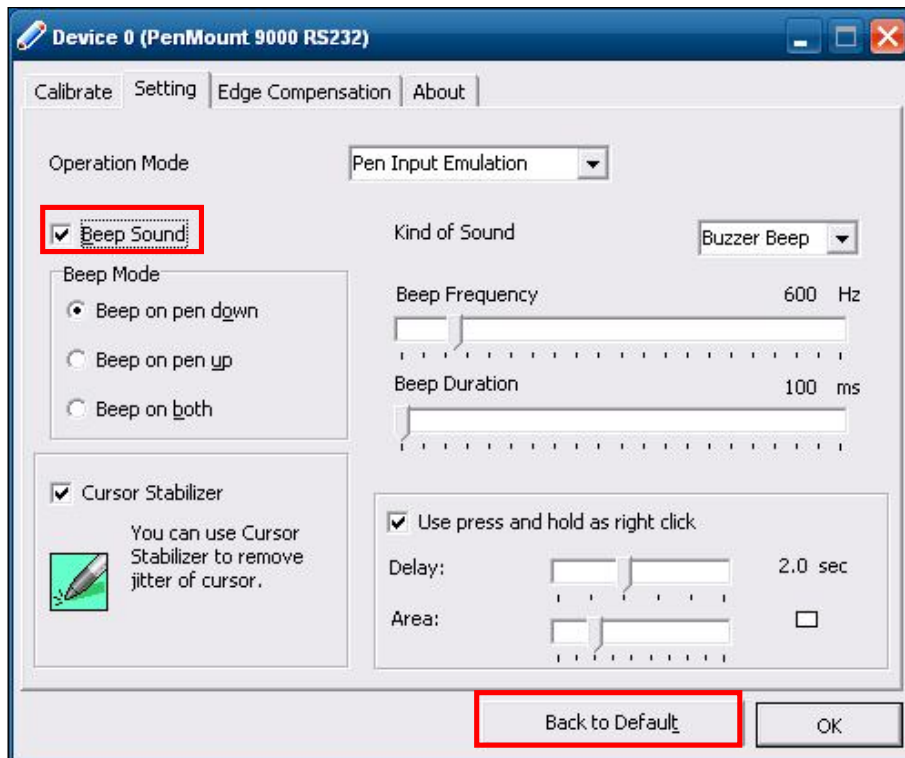 Device 0 (PenMount 9000 RS232)
Calibrate Setting Edge Compensation About
Operation Mode Pen Input Emulation
Beep Sound Kind of Sound Buzzer Beep
Beep Mode
Beep on pen down
Beep on pen up
Beep on both
Beep Frequency 600 Hz
Beep Duration 100 ms
Cursor Stabilizer
You can use Cursor
Stabilizer to remove
jitter of cursor.
Use press and hold as right click
Delay: 2.0 sec
Area:
Back to Default OK